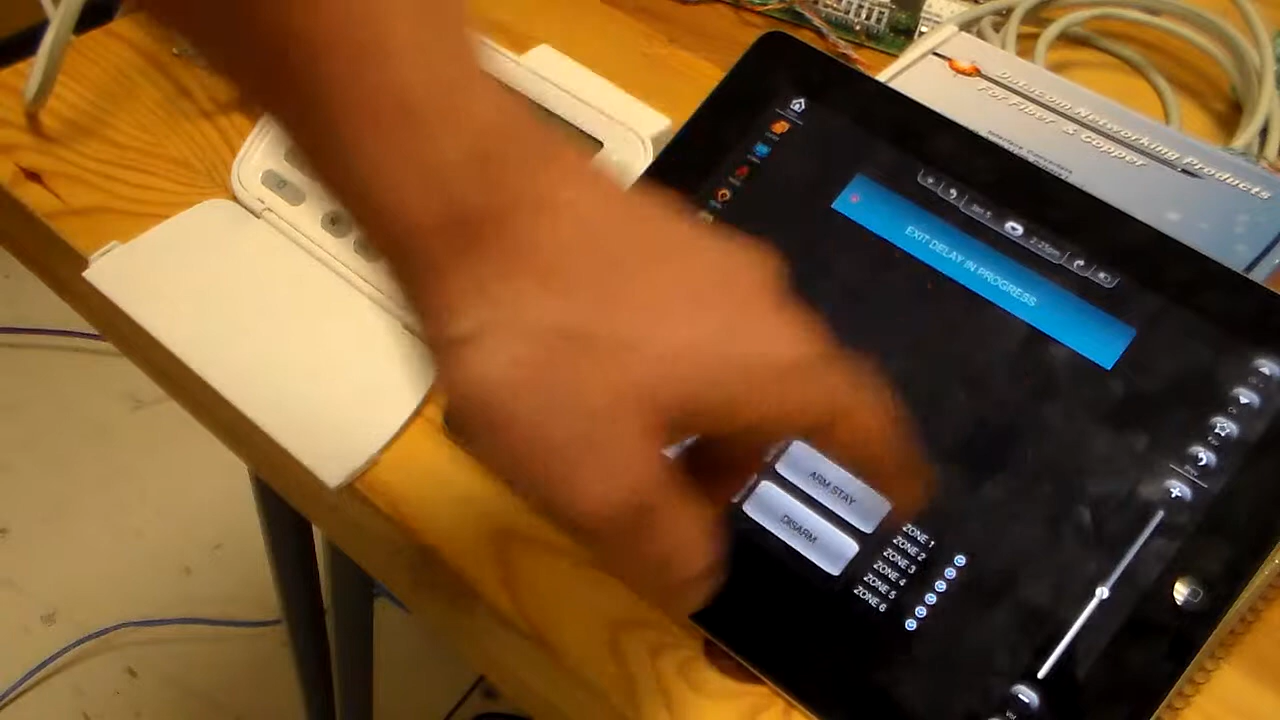 Datacom Networking Products
For Fiber & Copper
EXIT DELAY IN PROGRESS
ARM STAY
DISARM
ZONE 1
ZONE 2
ZONE 3
ZONE 4
ZONE 5
ZONE 6